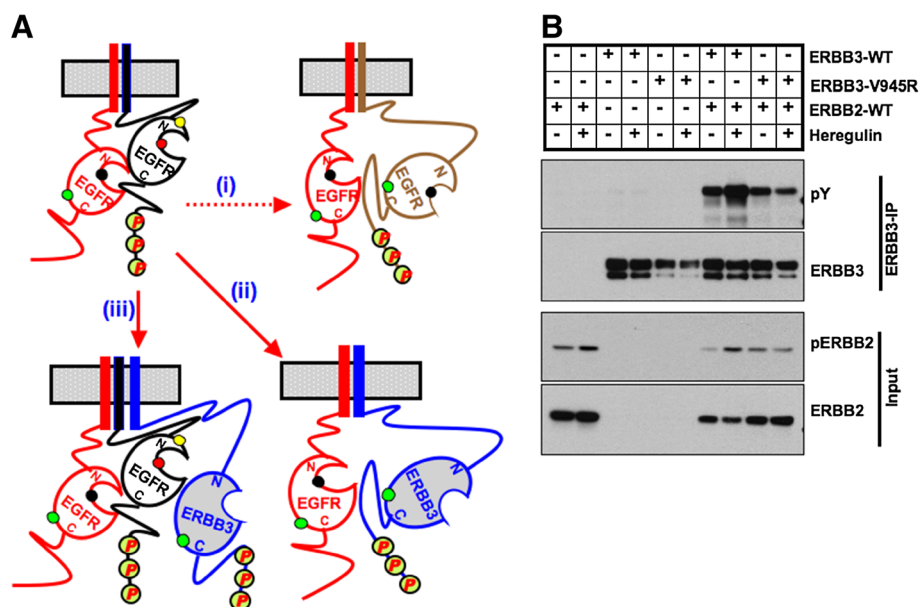 A
N
EGFR
C
N
EGFR
C
P
P
P
(i)
N
EGFR
C
N
EGFR
C
P
P
P
(ii)
(iii)
N
EGFR
C
N
EGFR
C
N
ERBB3
C
P
P
P
P
P
P
N
EGFR
C
N
ERBB3
C
P
P
P
B
- - + + - - + + - - ERBB3-WT
- - - - + + - - + + ERBB3-V945R
+ + - - - - + + + + ERBB2-WT
- + - + - + - + - + Heregulin
pY
ERBB3
ERBB3-IP
pERBB2
ERBB2
Input